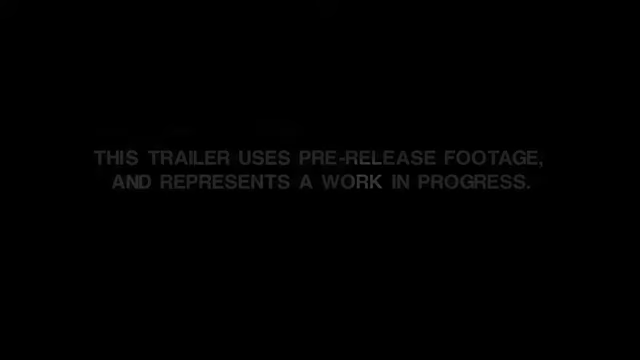 THIS TRAILER USES PRE-RELEASE FOOTAGE,
AND REPRESENTS A WORK IN PROGRESS.